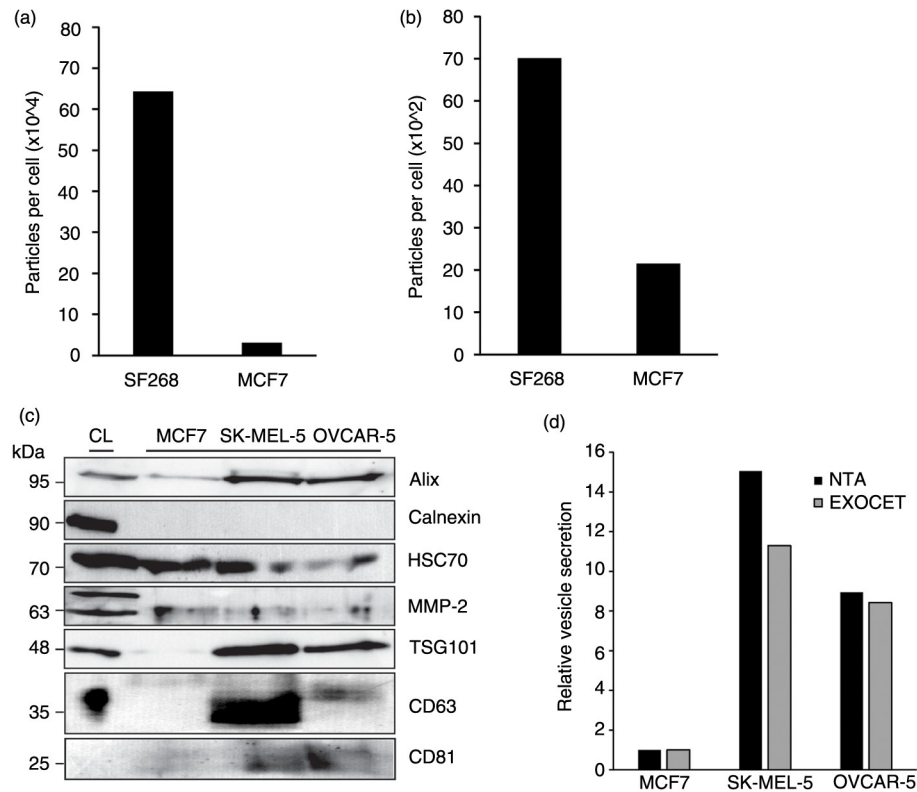 (a)
80
70
60
50
40
30
20
10
0
Particles per cell (x10^4)
SF268 MCF7
(b)
80
70
60
50
40
30
20
10
0
Particles per cell (x10^2)
SF268 MCF7
(c)
CL MCF7 SK-MEL-5 OVCAR-5
kDa
95 Alix
90 Calnexin
70 HSC70
63 MMP-2
48 TSG101
35 CD63
25 CD81
(d)
16
14
12
10
8
6
4
2
0
Relative vesicle secretion
NTA
EXOCET
MCF7 SK-MEL-5 OVCAR-5